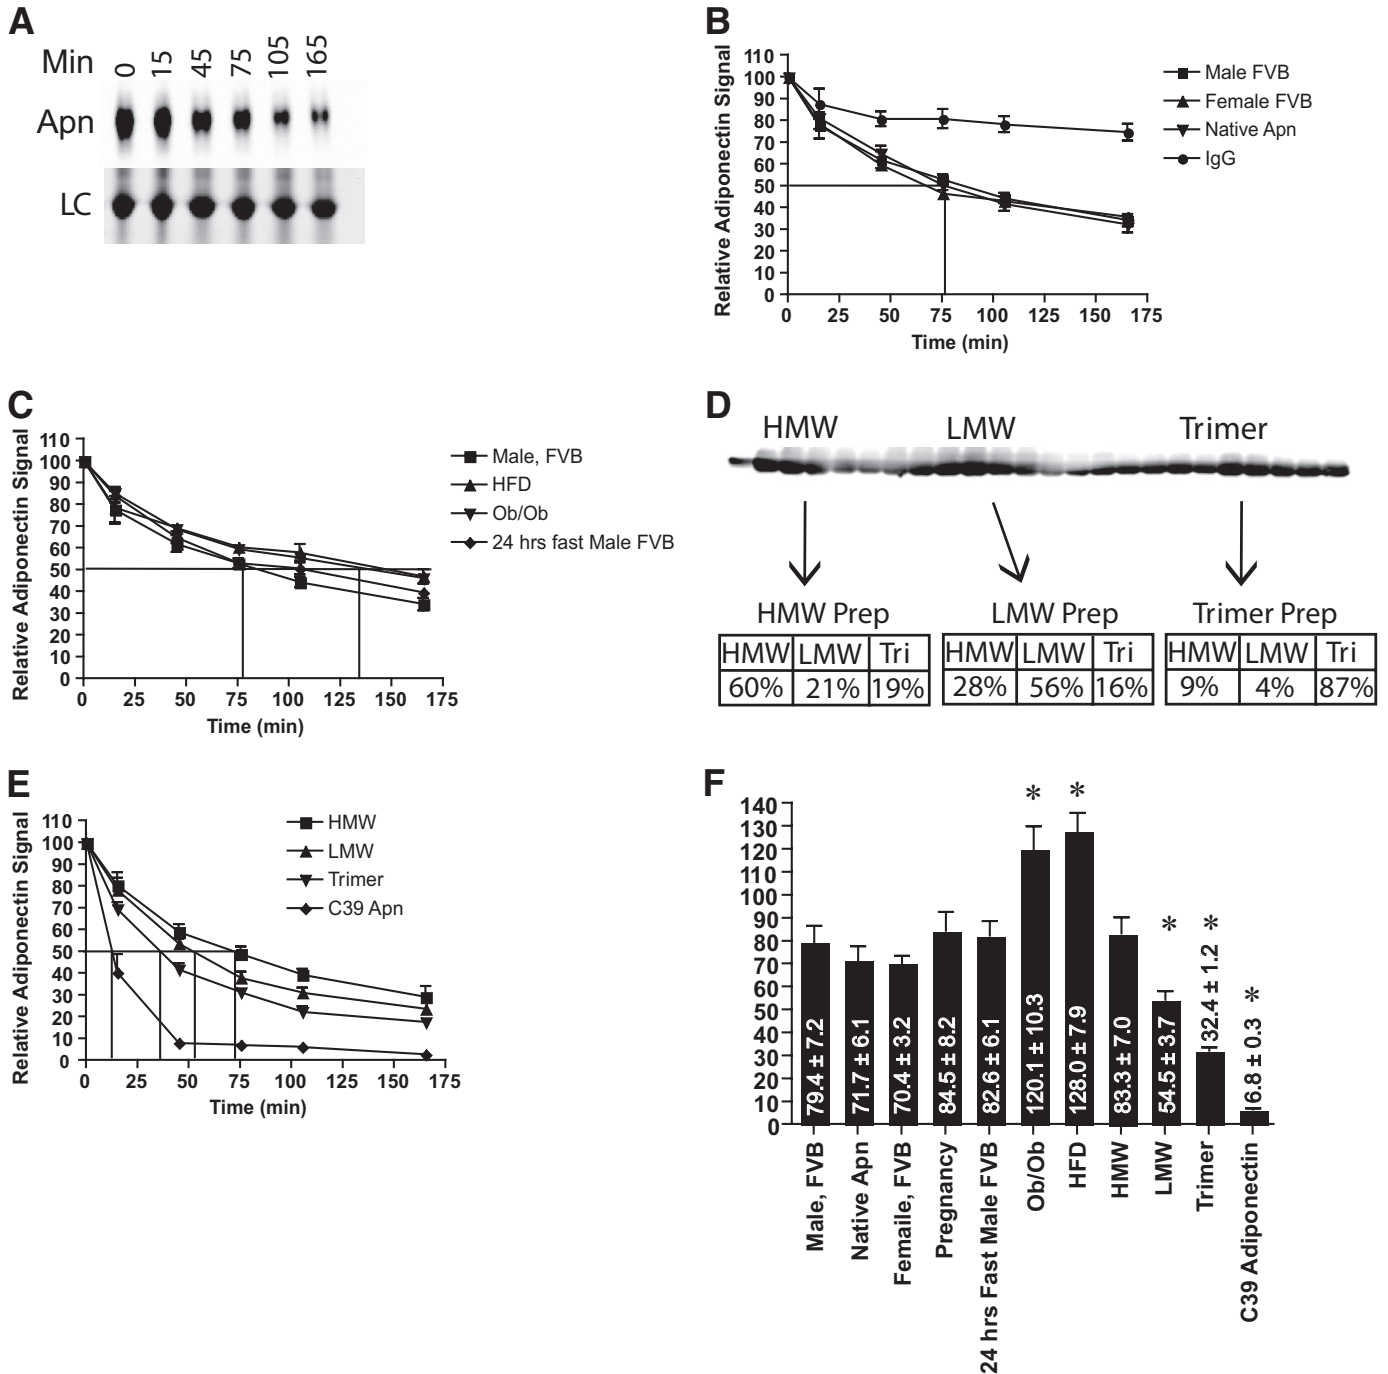 A
Min 0 15 45 75 105 165
Apn
LC
B
Relative Adiponectin Signal
110
100
90
80
70
60
50
40
30
20
10
0
0 25 50 75 100 125 150 175
Time (min)
Male FVB
Female FVB
Native Apn
IgG
C
Relative Adiponectin Signal
110
100
90
80
70
60
50
40
30
20
10
0
0 25 50 75 100 125 150 175
Time (min)
Male, FVB
HFD
Ob/Ob
24 hrs fast Male FVB
D
HMW LMW Trimer
HMW Prep LMW Prep Trimer Prep
HMW LMW Tri HMW LMW Tri HMW LMW Tri
60% 21% 19% 28% 56% 16% 9% 4% 87%
E
Relative Adiponectin Signal
110
100
90
80
70
60
50
40
30
20
10
0
0 25 50 75 100 125 150 175
Time (min)
HMW
LMW
Trimer
C39 Apn
F
140
130
120
110
100
90
80
70
60
50
40
30
20
10
0
* * * * *
79.4 ± 7.2
71.7 ± 6.1
70.4 ± 3.2
84.5 ± 8.2
82.6 ± 6.1
120.1 ± 10.3
128.0 ± 7.9
83.3 ± 7.0
54.5 ± 3.7
32.4 ± 1.2
6.8 ± 0.3
Male, FVB
Native Apn
Femaile, FVB
Pregnancy
24 hrs Fast Male FVB
Ob/Ob
HFD
HMW
LMW
Trimer
C39 Adiponectin